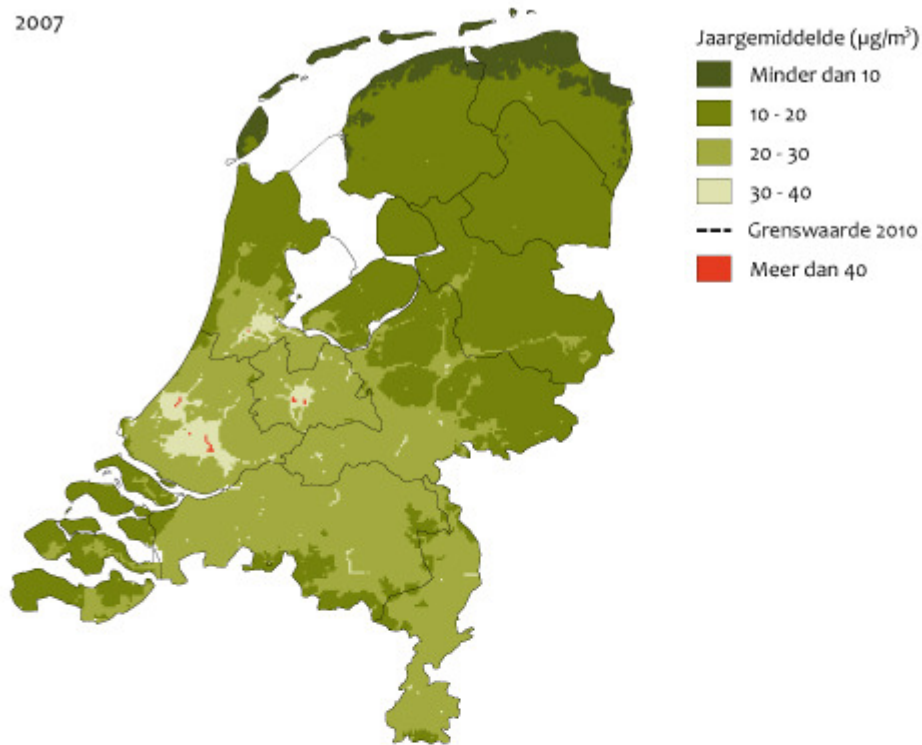 2007
Jaargemiddelde (µg/m³)
Minder dan 10
10 - 20
20 - 30
30 - 40
Grenswaarde 2010
Meer dan 40